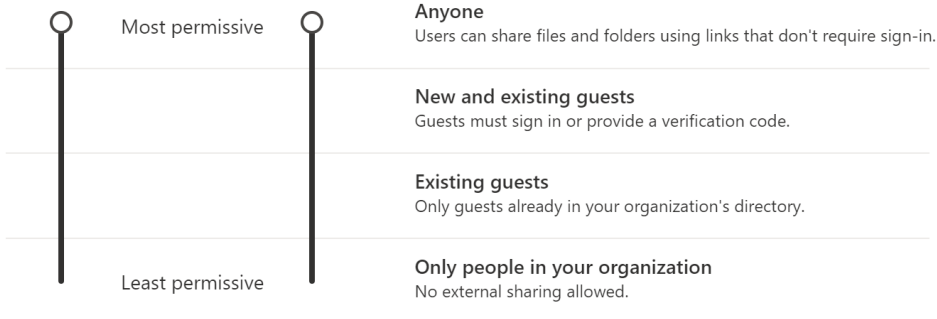 Most permissive
Anyone
Users can share files and folders using links that don't require sign-in.
New and existing guests
Guests must sign in or provide a verification code.
Existing guests
Only guests already in your organization's directory.
Least permissive
Only people in your organization
No external sharing allowed.